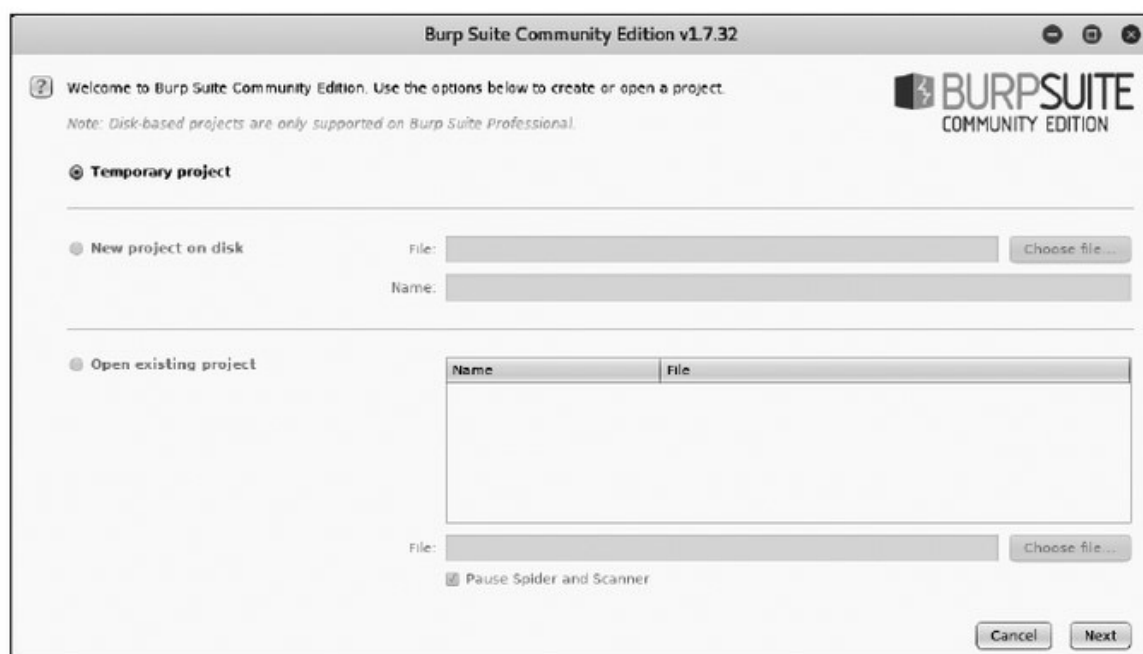 Burp Suite Community Edition v1.7.32
Welcome to Burp Suite Community Edition. Use the options below to create or open a project.
Note: Disk-based projects are only supported on Burp Suite Professional.
BURPSUITE
COMMUNITY EDITION
Temporary project
New project on disk
File:
Choose file...
Name:
Open existing project
Name
File
File:
Choose file...
Pause Spider and Scanner
Cancel
Next